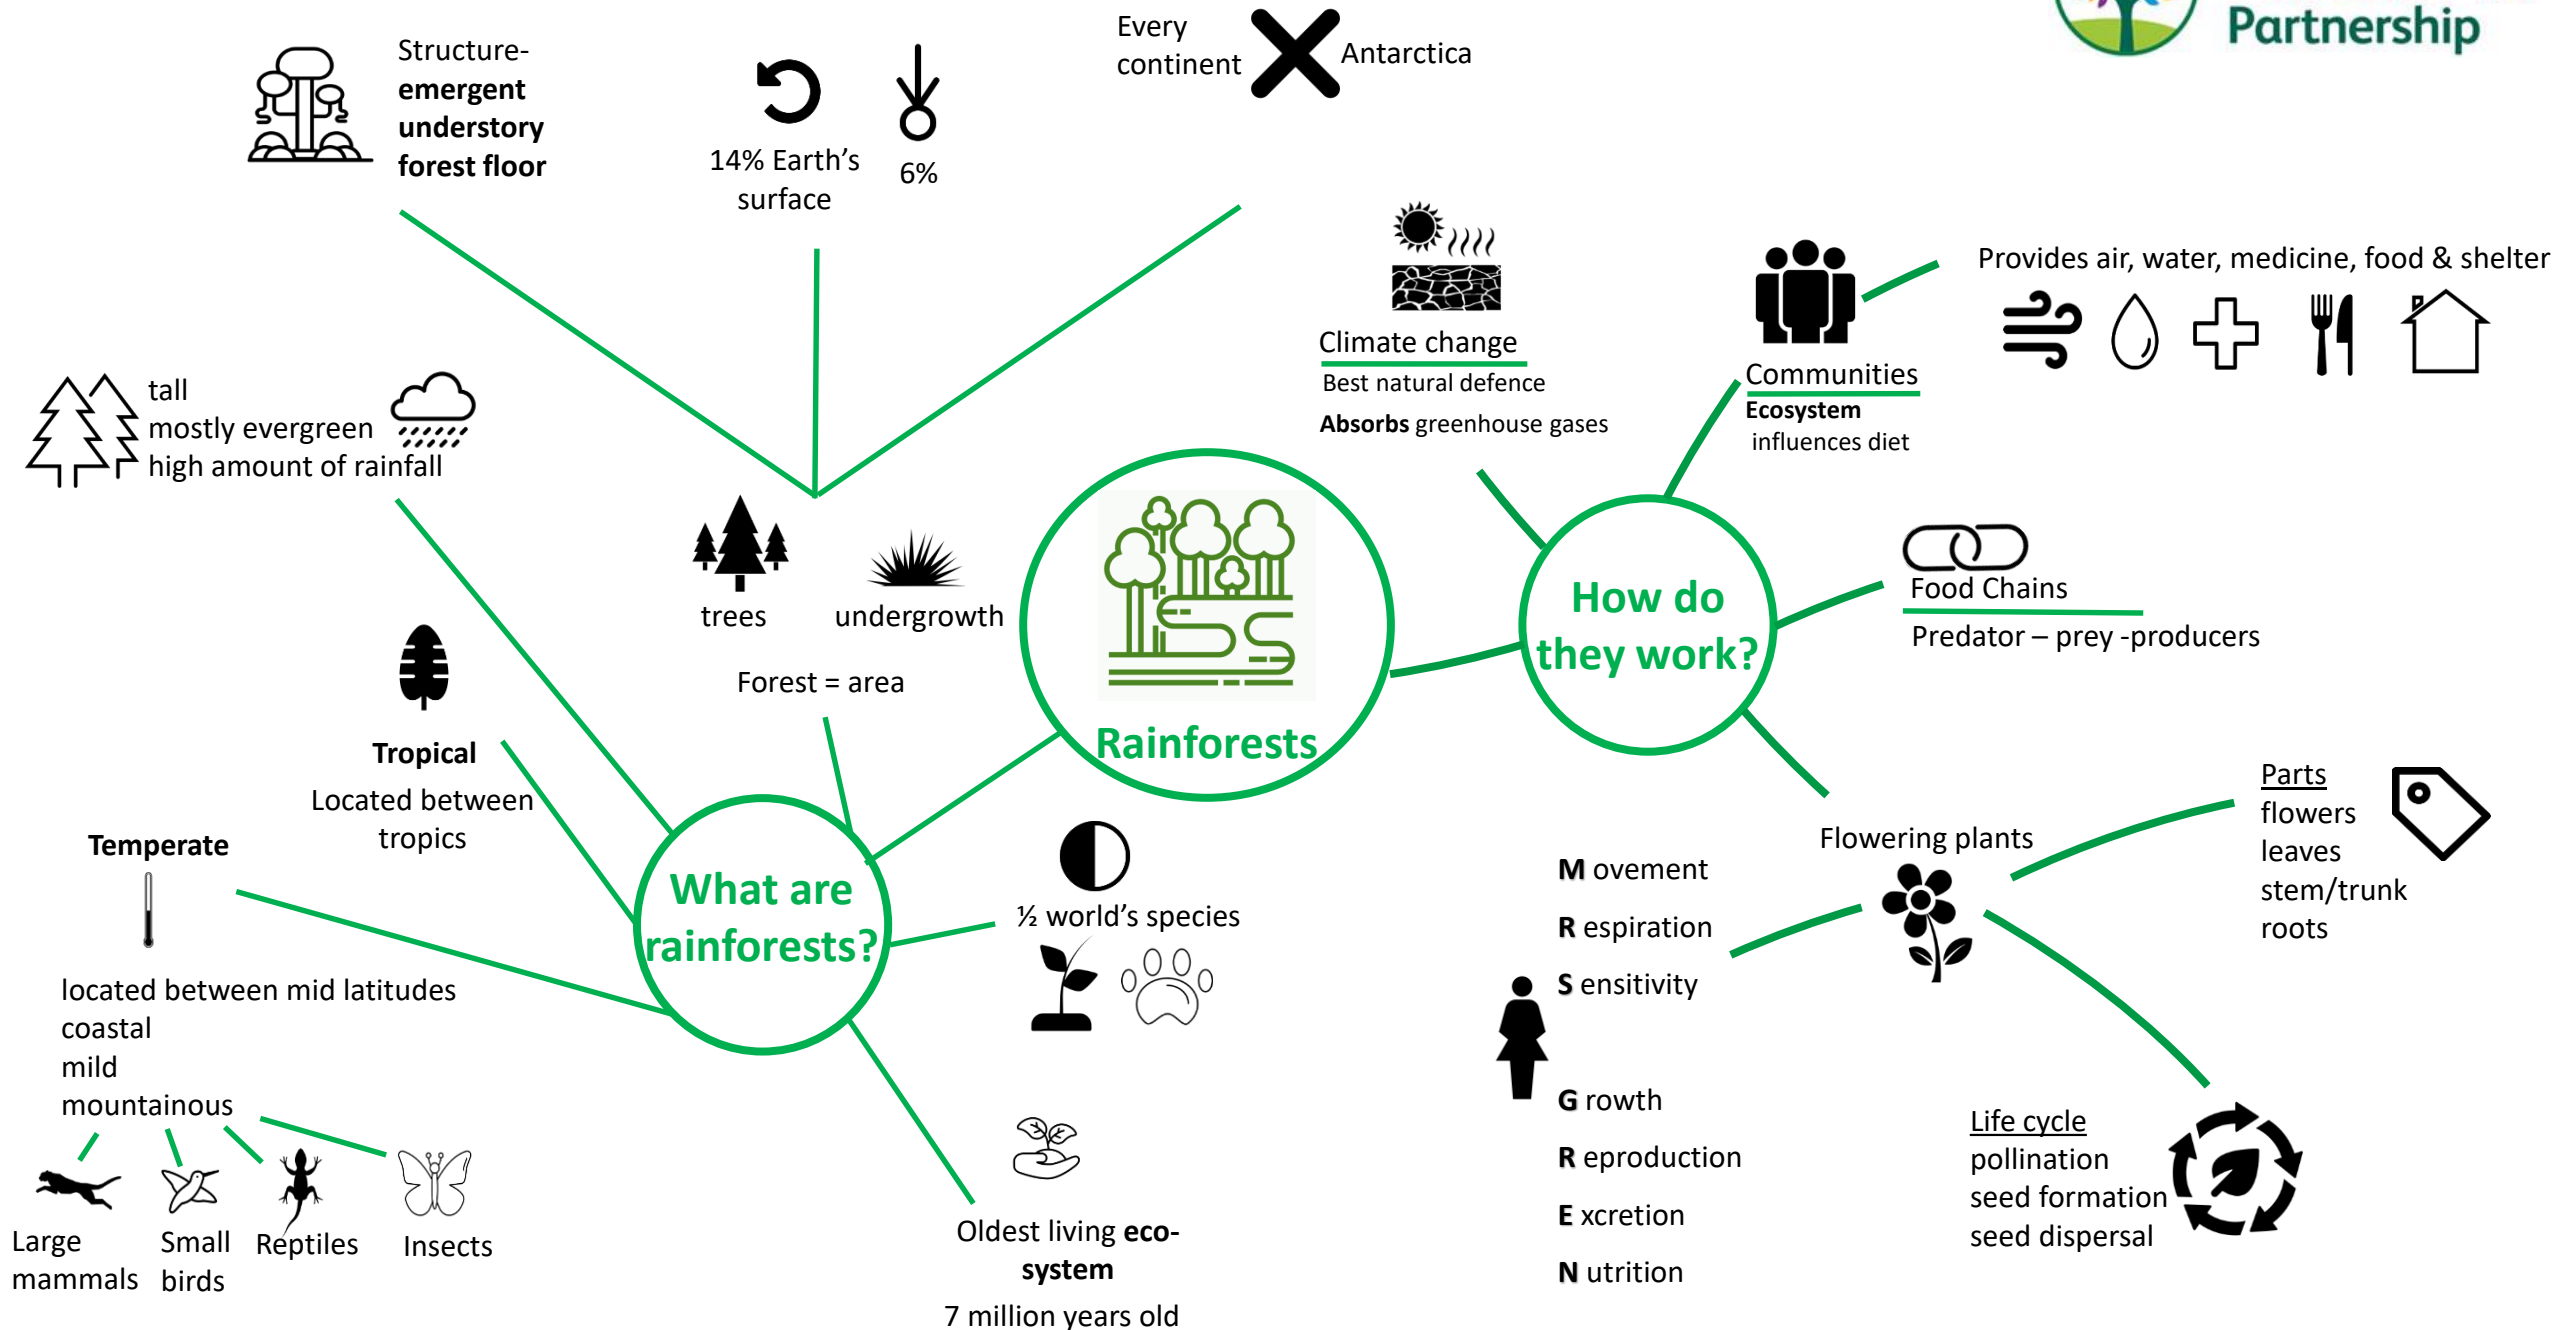 Partnership
Structure-
emergent
understory
forest floor
14% Earth's
surface
6%
Every
continent
Antarctica
tall
mostly evergreen
high amount of rainfall
trees
undergrowth
Forest = area
Tropical
Located between
tropics
Temperate
located between mid latitudes
coastal
mild
mountainous
Large
mammals
Small
birds
Reptiles
Insects
What are
rainforests?
½ world's species
Oldest living eco-
system
7 million years old
Rainforests
How do
they work?
Climate change
Best natural defence
Absorbs greenhouse gases
Communities
Ecosystem
influences diet
Provides air, water, medicine, food & shelter
Food Chains
Predator – prey -producers
Flowering plants
M ovement
R espiration
S ensitivity
G rowth
R eproduction
E xcretion
N utrition
Parts
flowers
leaves
stem/trunk
roots
Life cycle
pollination
seed formation
seed dispersal